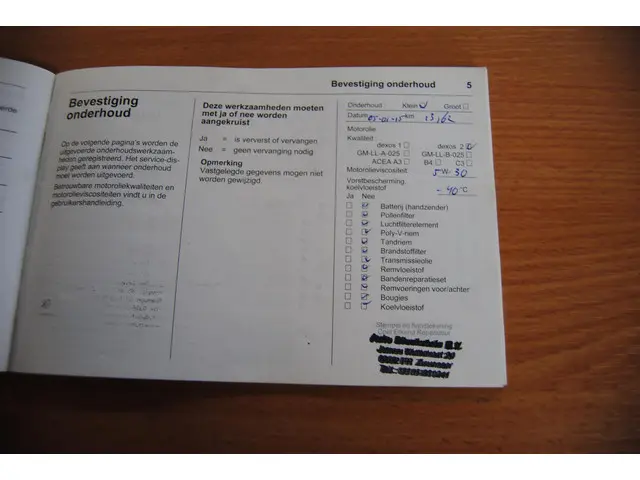 Bevestiging onderhoud 5
Bevestiging
onderhoud
Op de volgende pagina's worden de
uitgevoerde onderhoudswerkzaam-
heden geregistreerd. Het service-dis-
play geeft aan wanneer onderhoud
moet worden uitgevoerd.
Betrouwbare motoroliekwaliteiten en
motorolieviscositeiten vindt u in de
gebruikershandleiding.
Deze werkzaamheden moeten
met ja of nee worden
aangekruist
Ja = is ververst of vervangen
Nee = geen vervanging nodig
Opmerking
Vastgelegde gegevens mogen niet
worden gewijzigd.
Onderhoud Klein Groot
Datum km
Motorolie
Kwaliteit
dexos 1 dexos 2
GM-LL-A-025 GM-LL-B-025
ACEA A3 B4 C3
Motorolieviscositeit 5W-30
Vorstbescherming
koelvloeistof -40°C
Ja Nee
Batterij (handzender)
Pollenfilter
Luchtfilterelement
Poly-V-riem
Tandriem
Brandstoffilter
Transmissieolie
Remvloeistof
Bandenreparatieset
Remvoeringen voor/achter
Bougies
Koelvloeistof